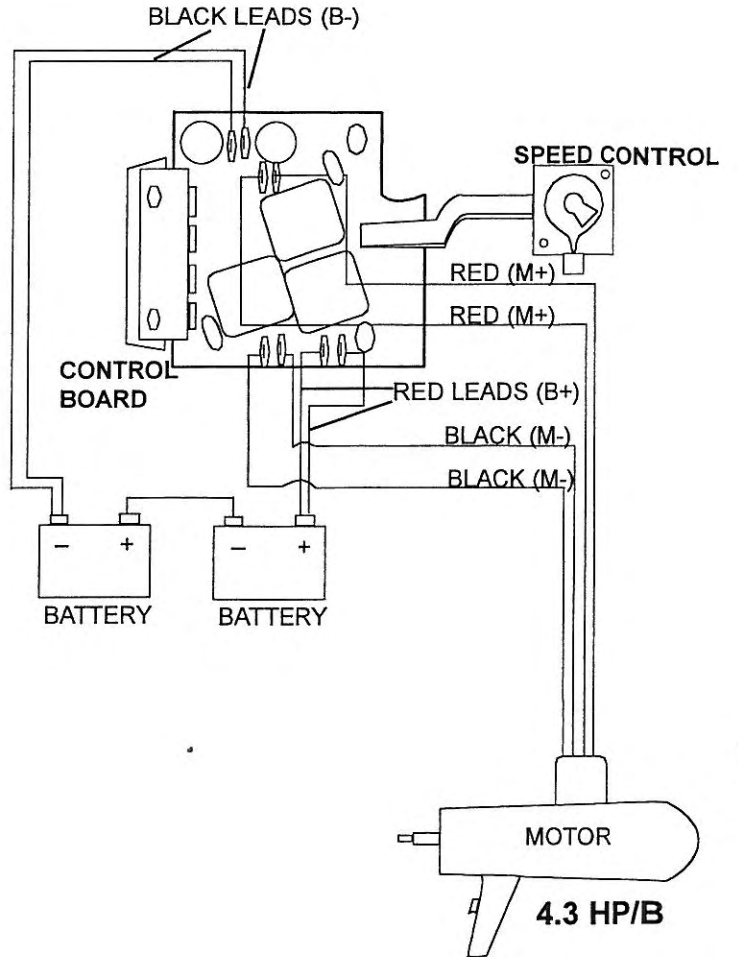 BLACK LEADS (B-)
SPEED CONTROL
RED (M+)
RED (M+)
CONTROL
BOARD
RED LEADS (B+)
BLACK (M-)
BLACK (M-)
- +
- +
BATTERY
BATTERY
MOTOR
4.3 HP/B